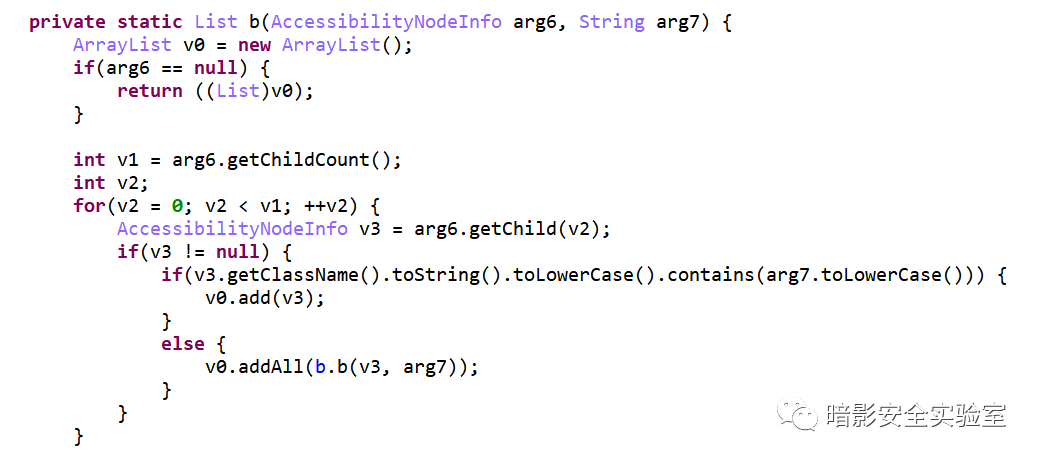 private static List b(AccessibilityNodeInfo arg6, String arg7) {
    ArrayList v0 = new ArrayList();
    if(arg6 == null) {
        return ((List)v0);
    }

    int v1 = arg6.getChildCount();
    int v2;
    for(v2 = 0; v2 < v1; ++v2) {
        AccessibilityNodeInfo v3 = arg6.getChild(v2);
        if(v3 != null) {
            if(v3.getClassName().toString().toLowerCase().contains(arg7.toLowerCase())) {
                v0.add(v3);
            }
            else {
                v0.addAll(b.b(v3, arg7));
            }
        }
    }
暗影安全实验室